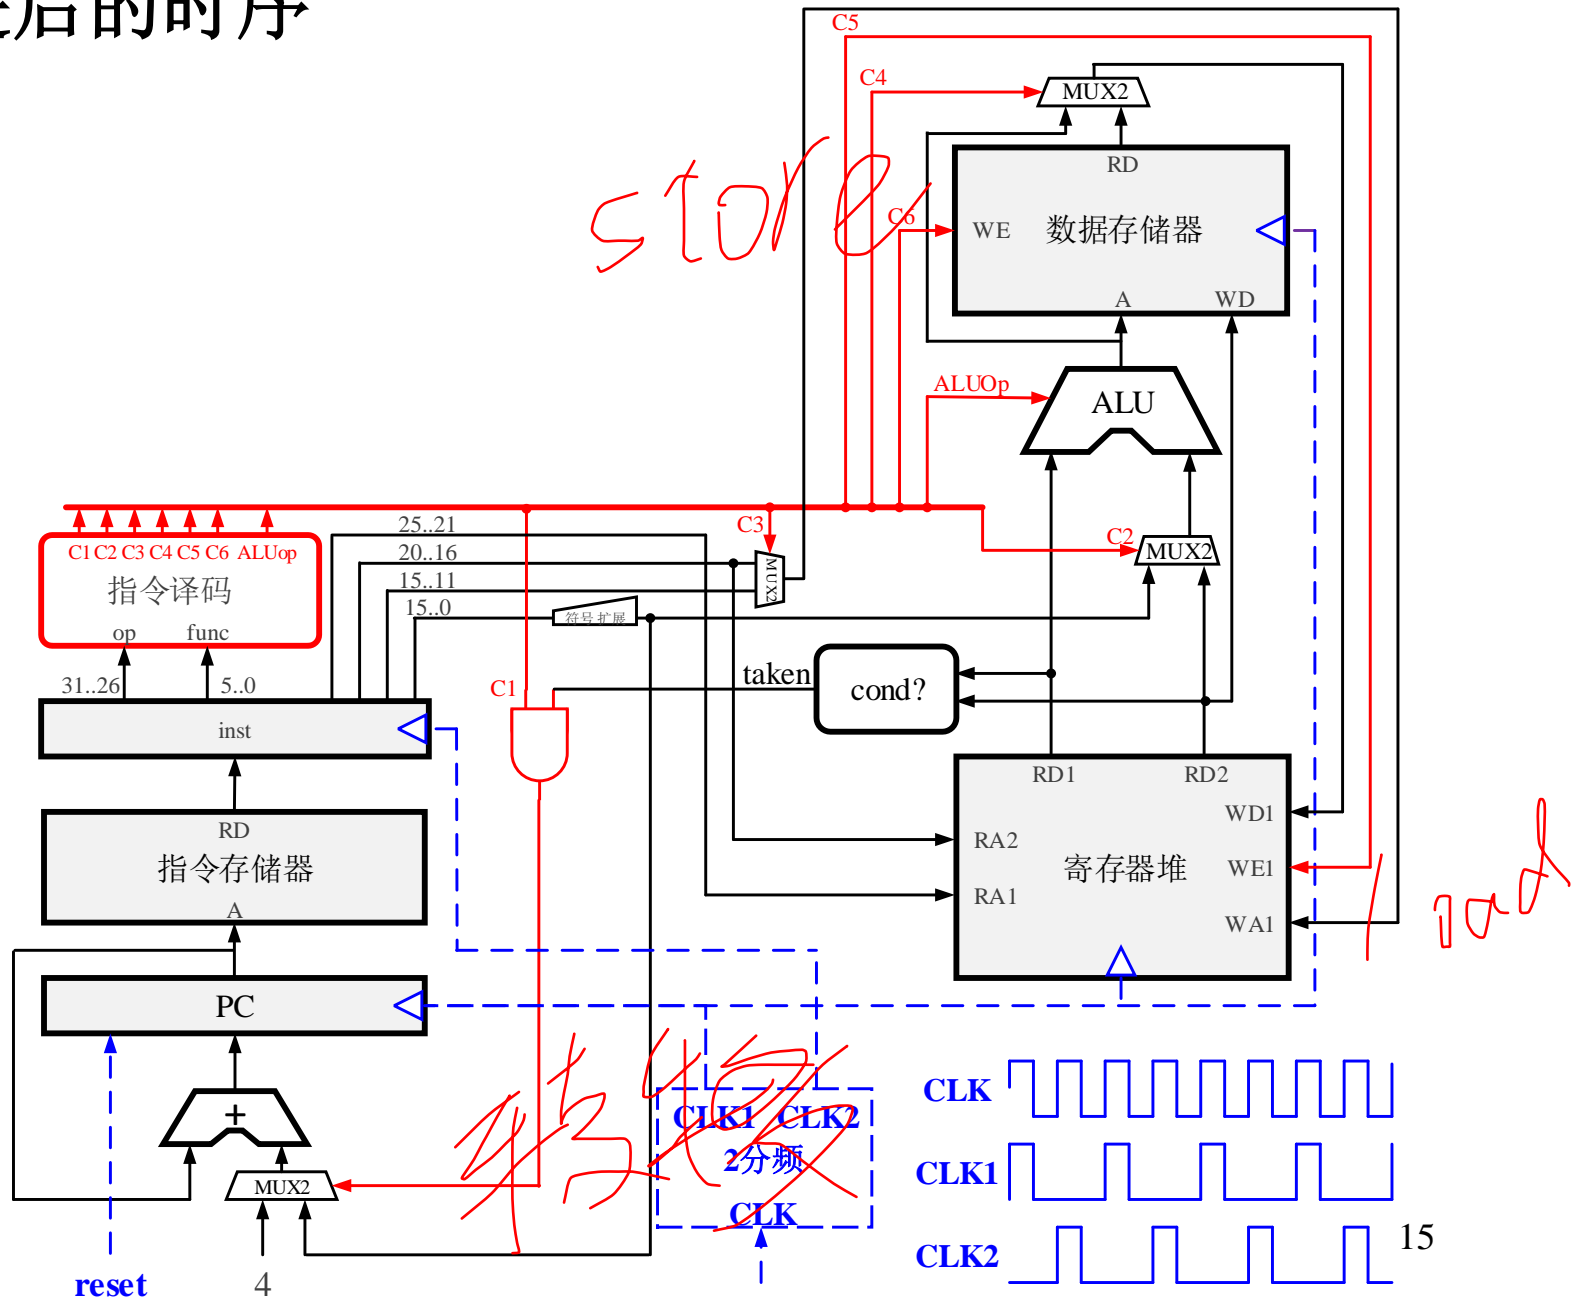 后的时序
C5
C4
MUX2
store
RD
C6
WE
数据存储器
A
WD
ALUOp
ALU
C3
C2
MUX2
MUX2
25..21
20..16
15..11
15..0
符号扩展
C1 C2 C3 C4 C5 C6 ALUop
指令译码
op
func
31..26
5..0
inst
C1
taken
cond?
RD1
RD2
WD1
RA2
寄存器堆
WE1
RA1
WA1
RD
指令存储器
A
PC
+
MUX2
CLK1 CLK2
2分频
CLK
reset
4
CLK
CLK1
CLK2
15